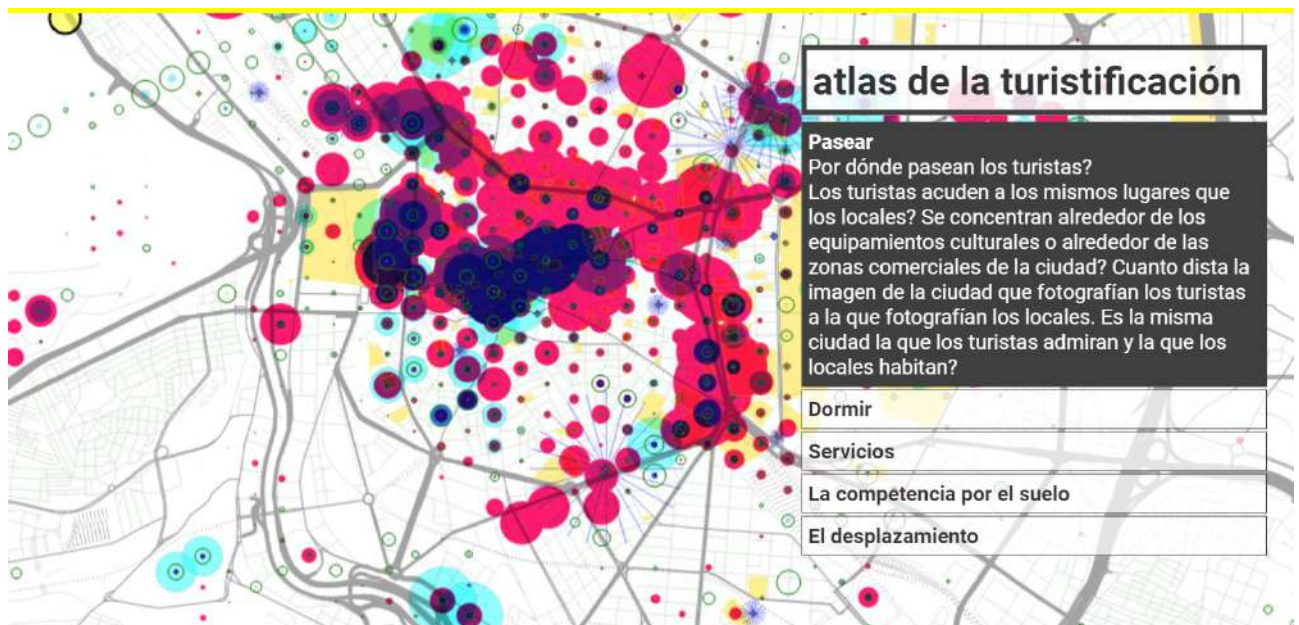 atlas de la turistificación
Pasear
Por dónde pasean los turistas?
Los turistas acuden a los mismos lugares que
los locales? Se concentran alrededor de los
equipamientos culturales o alrededor de las
zonas comerciales de la ciudad? Cuanto dista la
imagen de la ciudad que fotografían los turistas
a la que fotografían los locales. Es la misma
ciudad la que los turistas admiran y la que los
locales habitan?
Dormir
Servicios
La competencia por el suelo
El desplazamiento